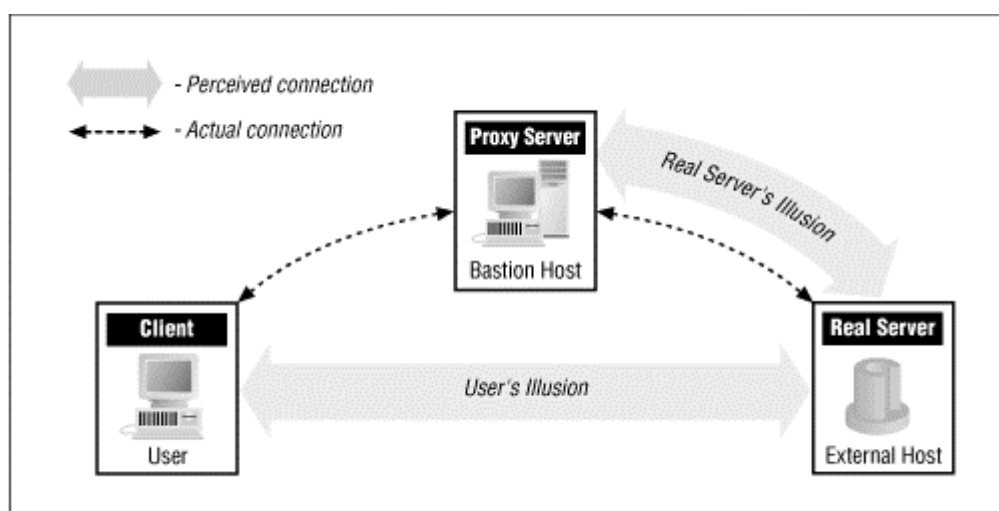 - Perceived connection
- Actual connection
Proxy Server
Bastion Host
Real Server's Illusion
Client
User
User's Illusion
Real Server
External Host